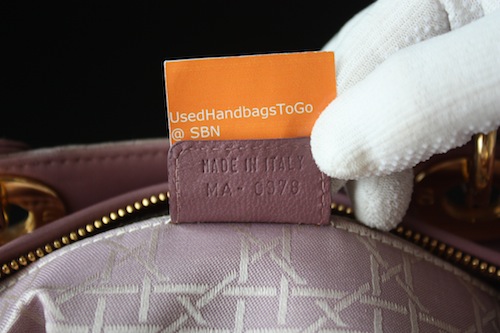 UsedHandbagsToGo
@ SBN
MADE IN ITALY
MA-0378